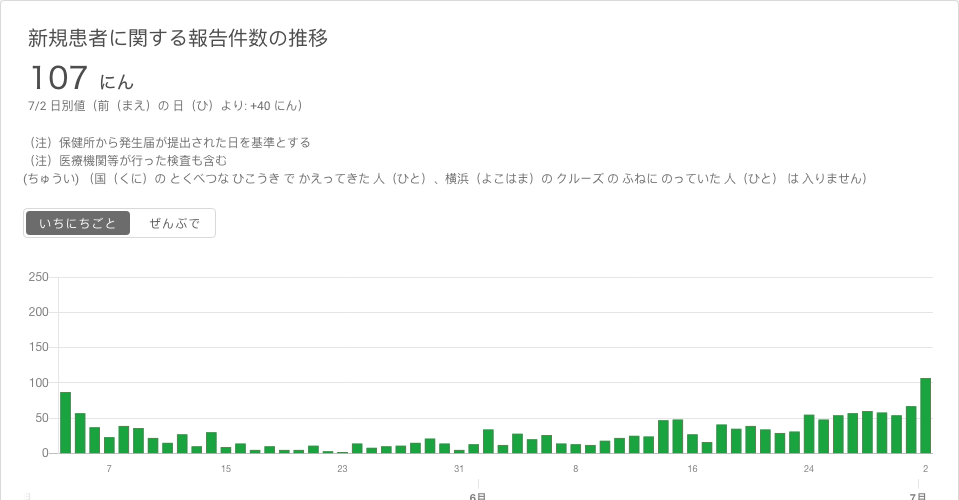 新規患者に関する報告件数の推移
107 にん
7/2 日別値（前（まえ）の 日（ひ）より: +40 にん）
（注）保健所から発生届が提出された日を基準とする
（注）医療機関等が行った検査も含む
(ちゅうい) （国（くに）の とくべつな ひこうき で かえってきた 人（ひと）、横浜（よこはま）の クルーズ の ふねに のっていた 人（ひと） は 入りません）
いちにちごと ぜんぶで
250
200
150
100
50
0
7 15 23 31 8 16 24 2
6月 7月